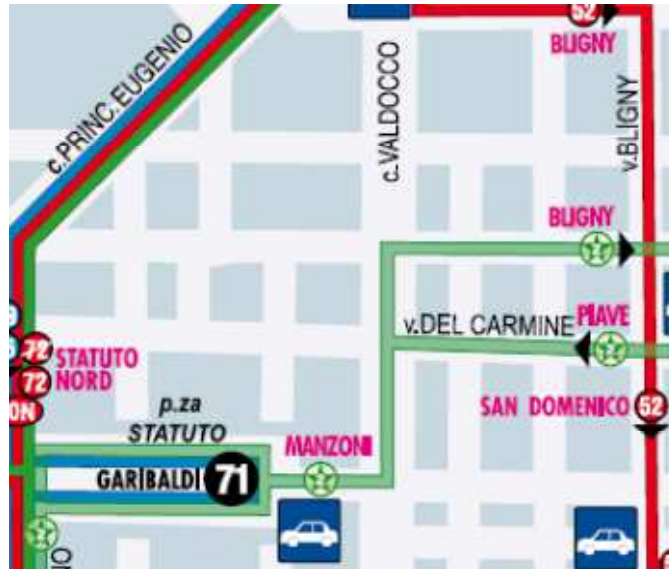 52
BLIGNY
c.PRINC.EUGENIO
c.VALDOCCO
v.BLIGNY
BLIGNY
v.DEL CARMINE
PIAVE
72
STATUTO
NORD
72
ON
SAN DOMENICO
52
p.za
STATUTO
MANZONI
GARIBALDI
71